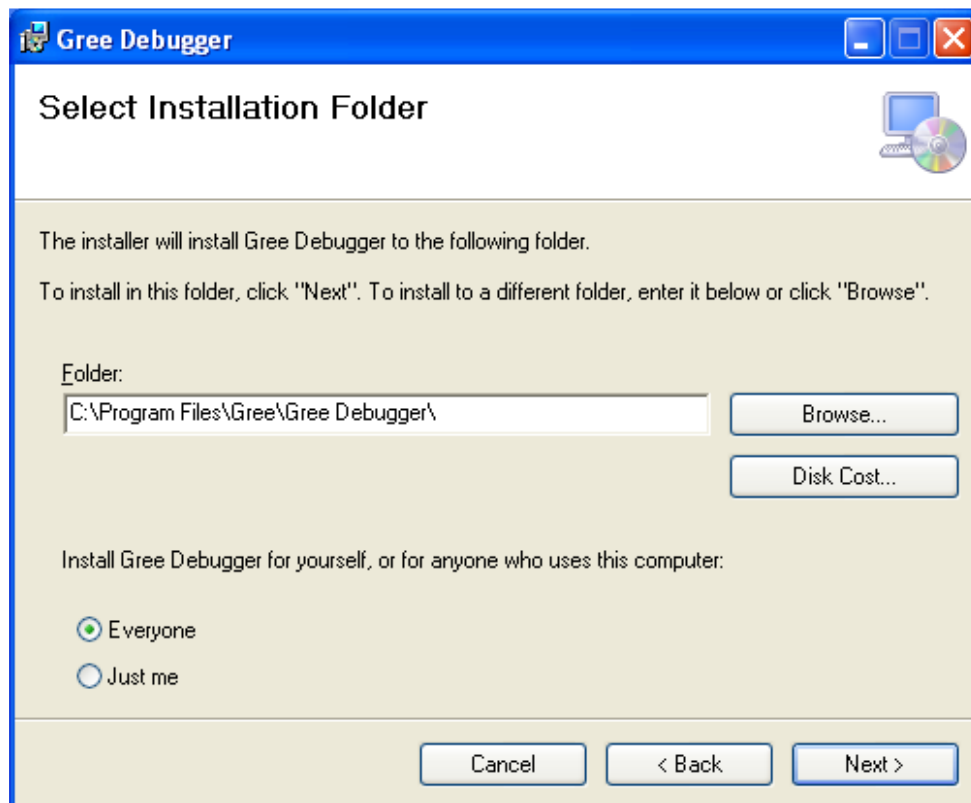 Gree Debugger
Select Installation Folder
The installer will install Gree Debugger to the following folder.
To install in this folder, click "Next". To install to a different folder, enter it below or click "Browse".
Folder:
C:\Program Files\Gree\Gree Debugger\
Browse...
Disk Cost...
Install Gree Debugger for yourself, or for anyone who uses this computer:
Everyone
Just me
Cancel
< Back
Next >